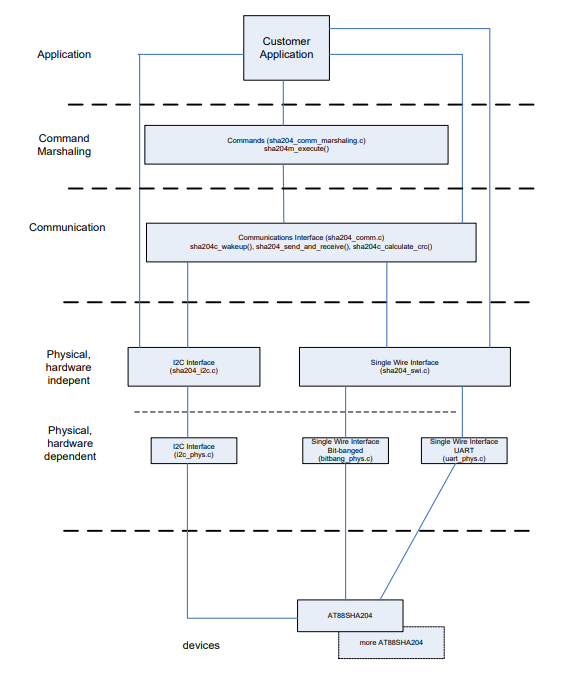 Customer
Application
Application
Command
Marshaling
Commands (sha204_comm_marshaling.c)
sha204m_execute()
Communication
Communications Interface (sha204_comm.c)
sha204c_wakeup(), sha204_send_and_receive(), sha204c_calculate_crc()
Physical,
hardware
indepent
I2C Interface
(sha204_i2c.c)
Single Wire Interface
(sha204_swi.c)
Physical,
hardware
dependent
I2C Interface
(i2c_phys.c)
Single Wire Interface
Bit-banged
(bitbang_phys.c)
Single Wire Interface
UART
(uart_phys.c)
AT88SHA204
more AT88SHA204
devices